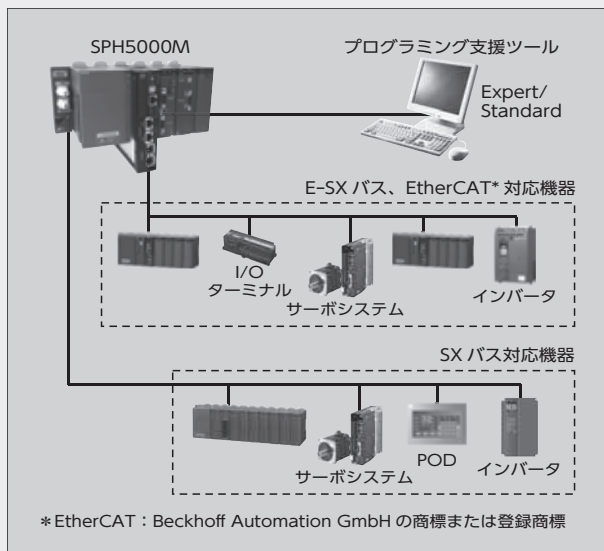 SPH5000M
プログラミング支援ツール
Expert/
Standard
E-SX バス、EtherCAT* 対応機器
I/O
ターミナル
サーボシステム
インバータ
SX バス対応機器
サーボシステム
POD
インバータ
*EtherCAT：Beckhoff Automation GmbH の商標または登録商標